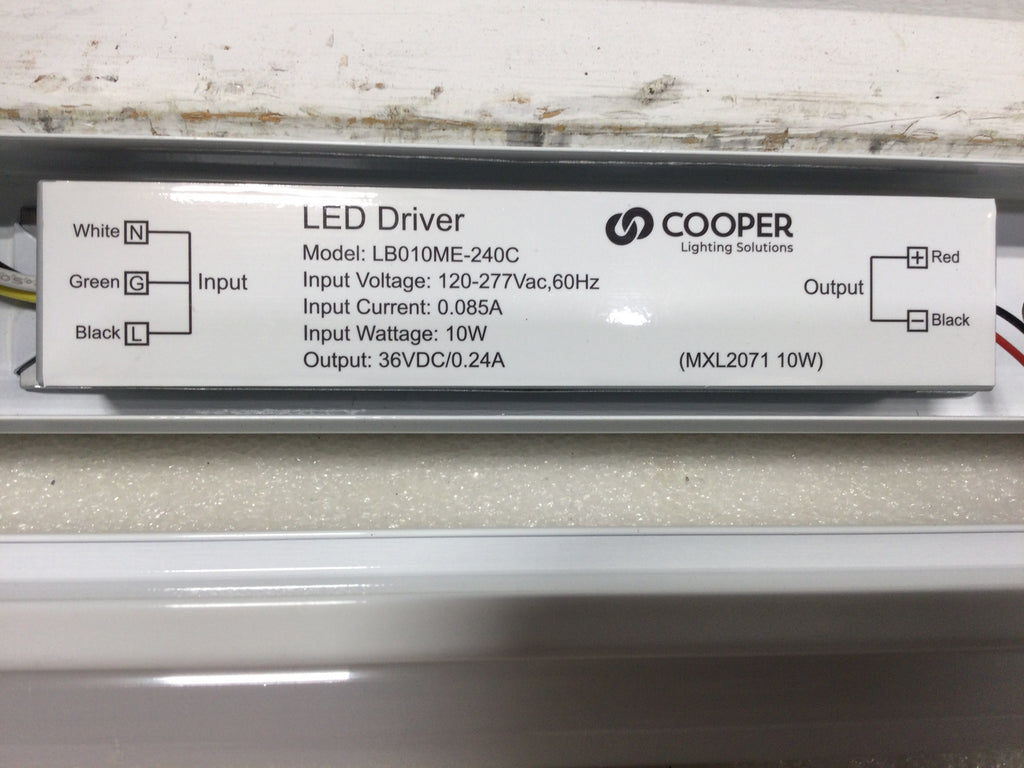 White N
Green G
Black L
Input
LED Driver
Model: LB010ME-240C
Input Voltage: 120-277Vac,60Hz
Input Current: 0.085A
Input Wattage: 10W
Output: 36VDC/0.24A
COOPER
Lighting Solutions
(MXL2071 10W)
Output
+ Red
- Black